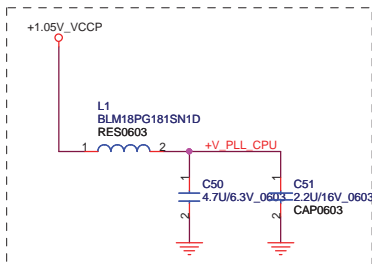 +1.05V_VCCP
L1
BLM18PG181SN1D
RES0603
1 2
+V_PLL_CPU
1 1
C50 C51
4.7U/6.3V_0603 2.2U/16V_0603
CAP0603
2 2